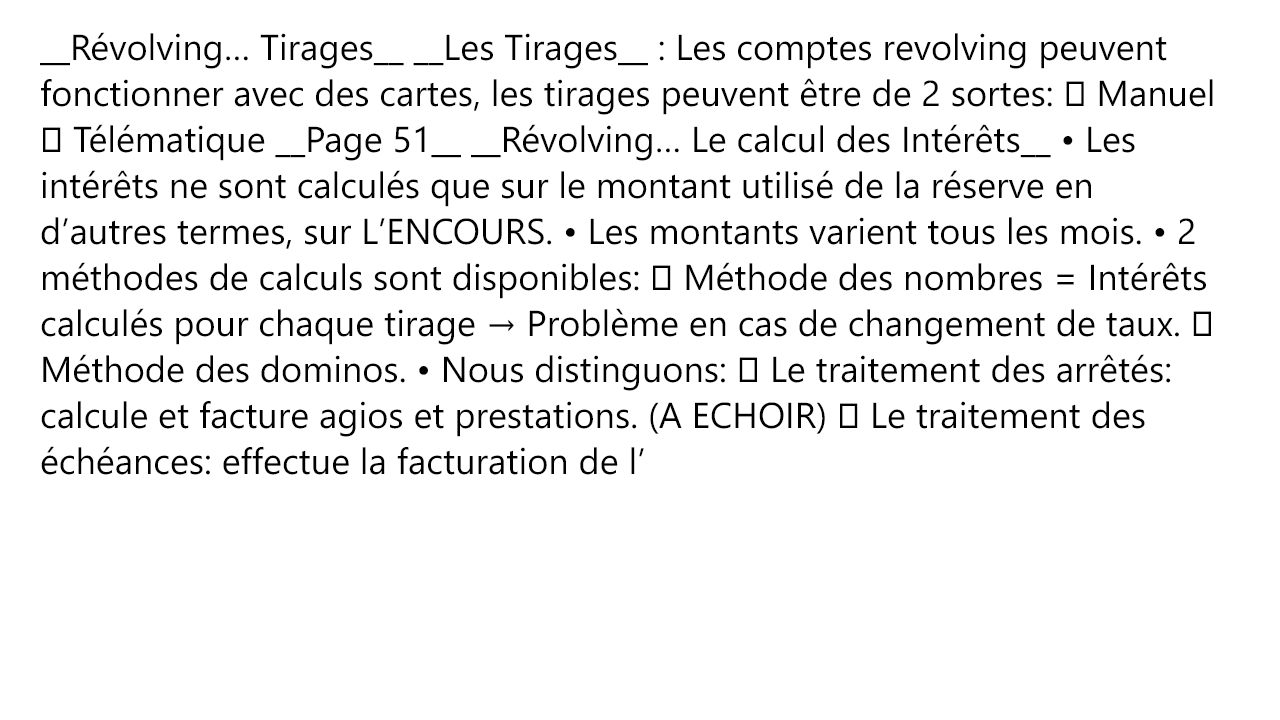 __Révolving... Tirages__ __Les Tirages__ : Les comptes revolving peuvent
fonctionner avec des cartes, les tirages peuvent être de 2 sortes: ▯ Manuel
▯ Télématique __Page 51__ __Révolving... Le calcul des Intérêts__ • Les
intérêts ne sont calculés que sur le montant utilisé de la réserve en
d’autres termes, sur L’ENCOURS. • Les montants varient tous les mois. • 2
méthodes de calculs sont disponibles: ▯ Méthode des nombres = Intérêts
calculés pour chaque tirage → Problème en cas de changement de taux. ▯
Méthode des dominos. • Nous distinguons: ▯ Le traitement des arrêtés:
calcule et facture agios et prestations. (A ECHOIR) ▯ Le traitement des
échéances: effectue la facturation de l’